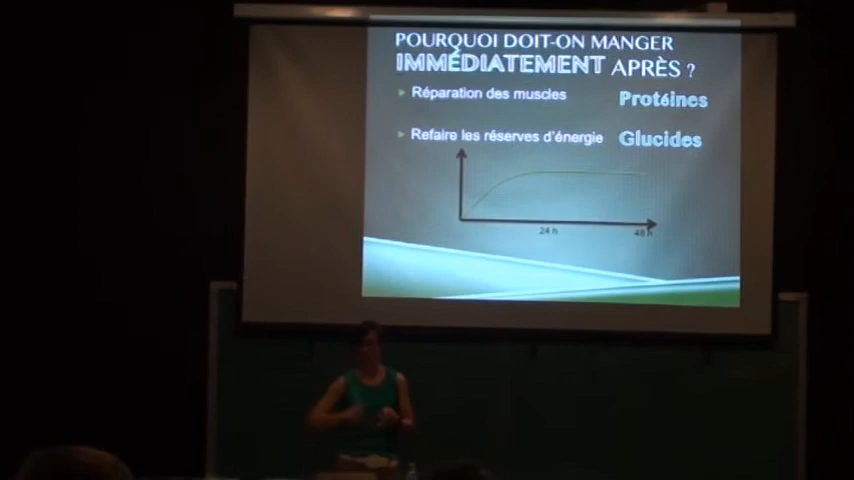 POURQUOI DOIT-ON MANGER
IMMÉDIATEMENT APRÈS ?
Réparation des muscles Protéines
Refaire les réserves d'énergie Glucides
24 h 48 h